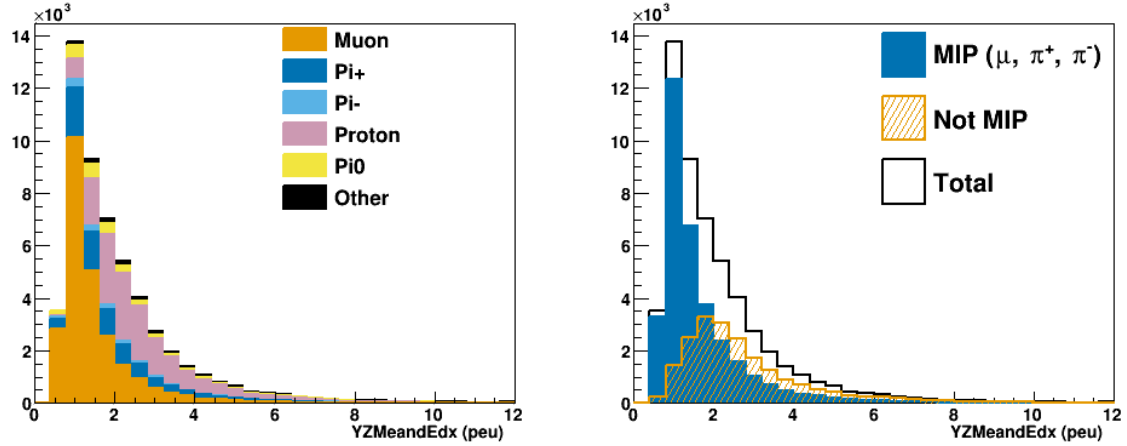 ×10³
14
12
10
8
6
4
2
0
0 2 4 6 8 10 12
YZMeandEdx (peu)
Muon
Pi+
Pi-
Proton
Pi0
Other
×10³
14
12
10
8
6
4
2
0
0 2 4 6 8 10 12
YZMeandEdx (peu)
MIP (μ, π⁺, π⁻)
Not MIP
Total